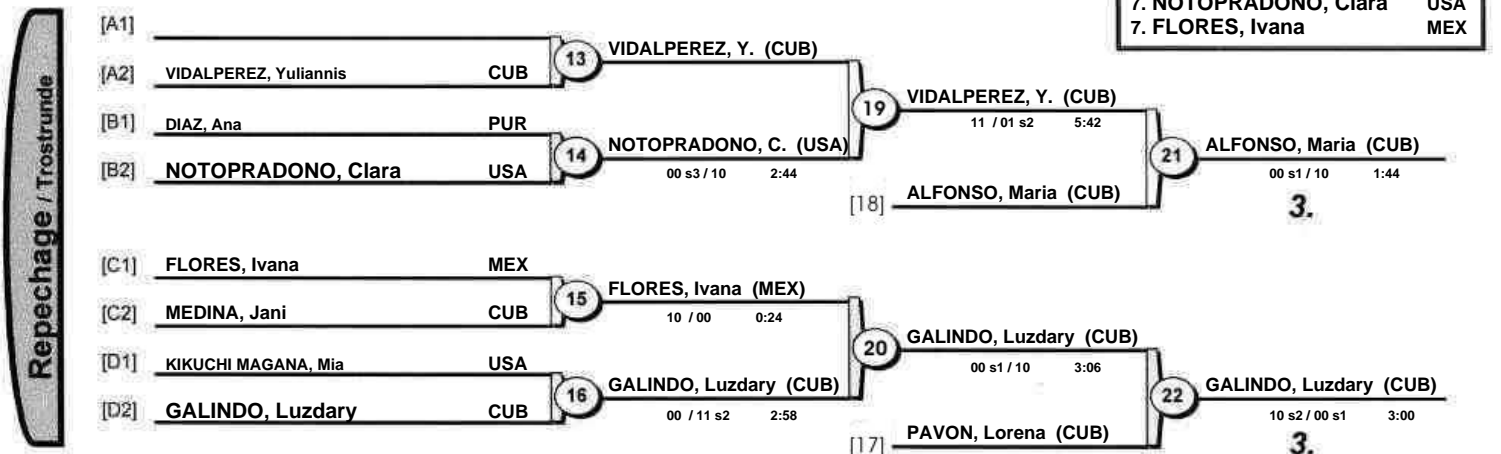 7. NOTOPRADONO, Clara USA
7. FLORES, Ivana MEX
Repechage / Trostrunde
[A1]
[A2] VIDALPEREZ, Yuliannis CUB
13 VIDALPEREZ, Y. (CUB)
[B1] DIAZ, Ana PUR
[B2] NOTOPRADONO, Clara USA
14 NOTOPRADONO, C. (USA)
00 s3 / 10 2:44
19 VIDALPEREZ, Y. (CUB)
11 / 01 s2 5:42
[18] ALFONSO, Maria (CUB)
21 ALFONSO, Maria (CUB)
00 s1 / 10 1:44
3.
[C1] FLORES, Ivana MEX
[C2] MEDINA, Jani CUB
15 FLORES, Ivana (MEX)
10 / 00 0:24
[D1] KIKUCHI MAGANA, Mia USA
[D2] GALINDO, Luzdary CUB
16 GALINDO, Luzdary (CUB)
00 / 11 s2 2:58
20 GALINDO, Luzdary (CUB)
00 s1 / 10 3:06
[17] PAVON, Lorena (CUB)
22 GALINDO, Luzdary (CUB)
10 s2 / 00 s1 3:00
3.